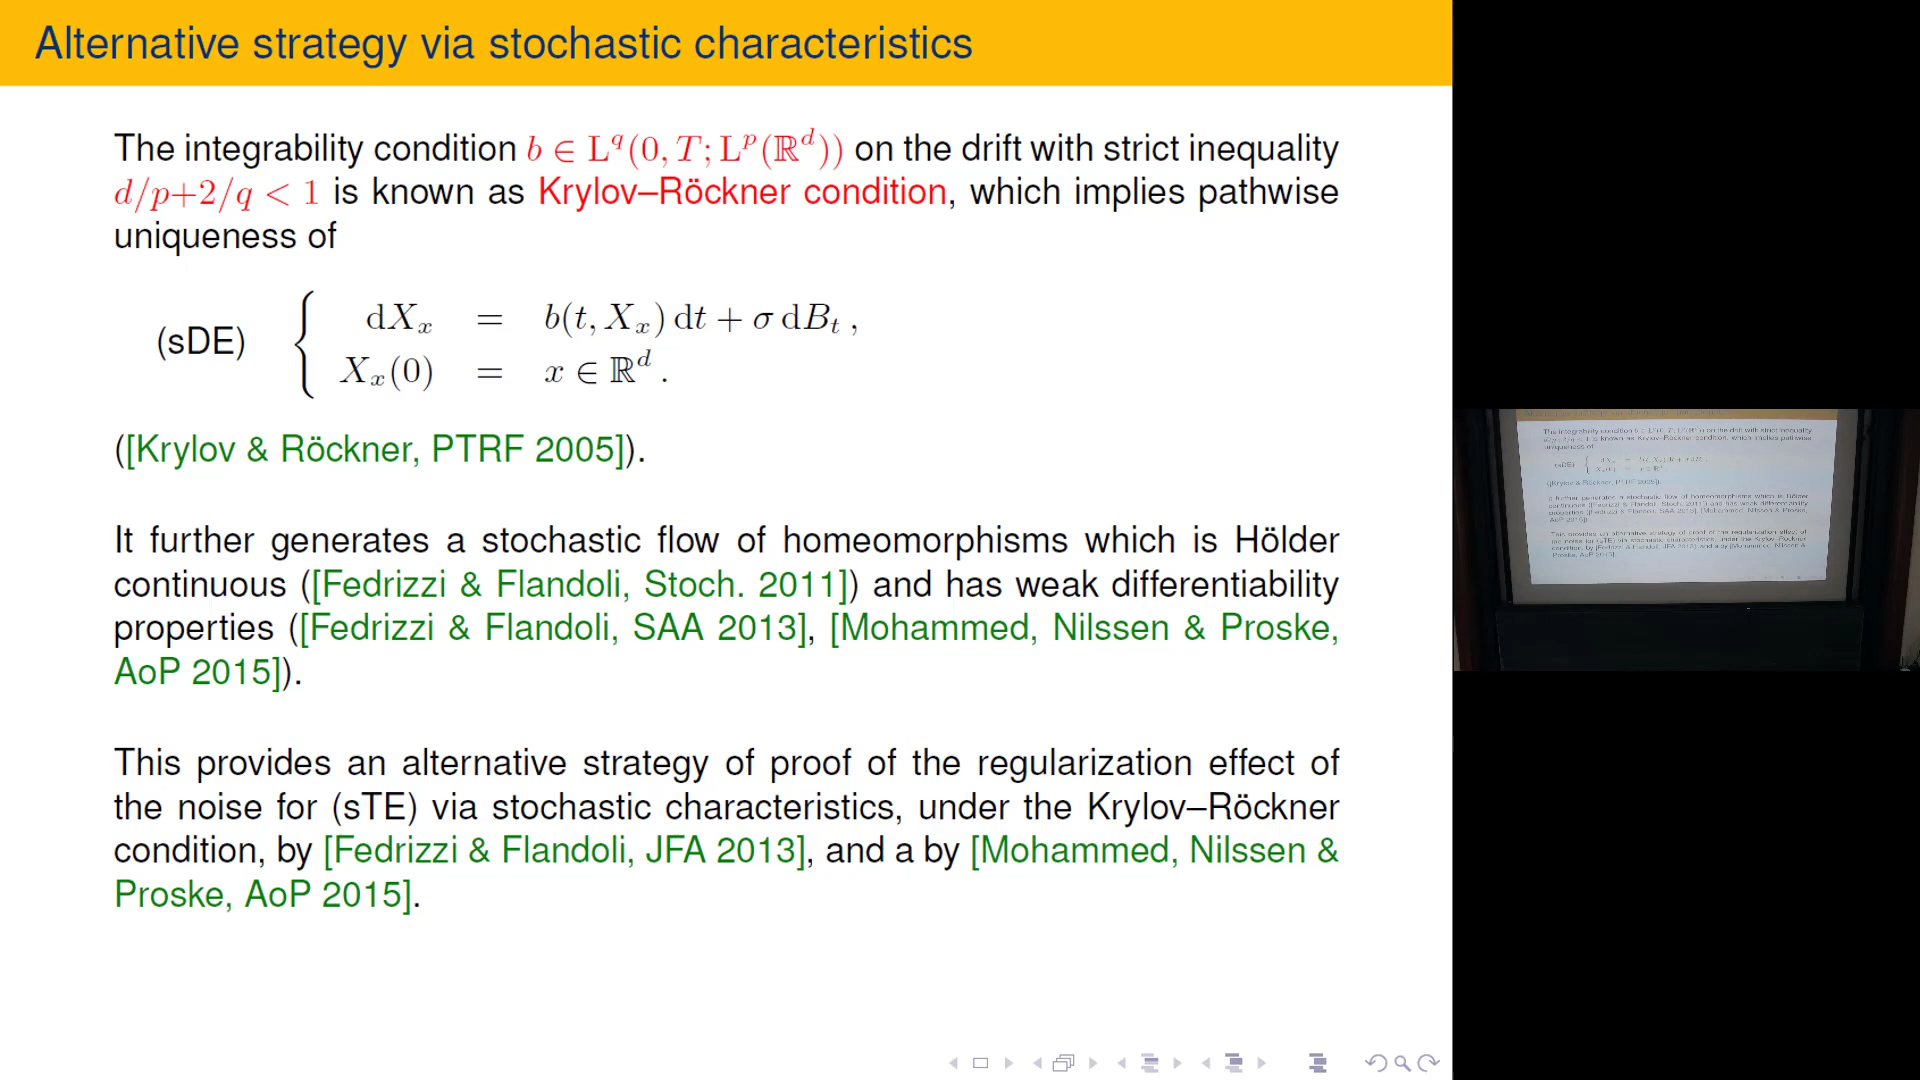 Alternative strategy via stochastic characteristics
The integrability condition b ∈ L^q(0, T; L^p(ℝ^d)) on the drift with strict inequality
d/p+2/q < 1 is known as Krylov–Röckner condition, which implies pathwise
uniqueness of
(sDE) { dX_x = b(t, X_x) dt + σ dB_t ,
X_x(0) = x ∈ ℝ^d .
([Krylov & Röckner, PTRF 2005]).
It further generates a stochastic flow of homeomorphisms which is Hölder
continuous ([Fedrizzi & Flandoli, Stoch. 2011]) and has weak differentiability
properties ([Fedrizzi & Flandoli, SAA 2013], [Mohammed, Nilssen & Proske,
AoP 2015]).
This provides an alternative strategy of proof of the regularization effect of
the noise for (sTE) via stochastic characteristics, under the Krylov–Röckner
condition, by [Fedrizzi & Flandoli, JFA 2013], and a by [Mohammed, Nilssen &
Proske, AoP 2015].